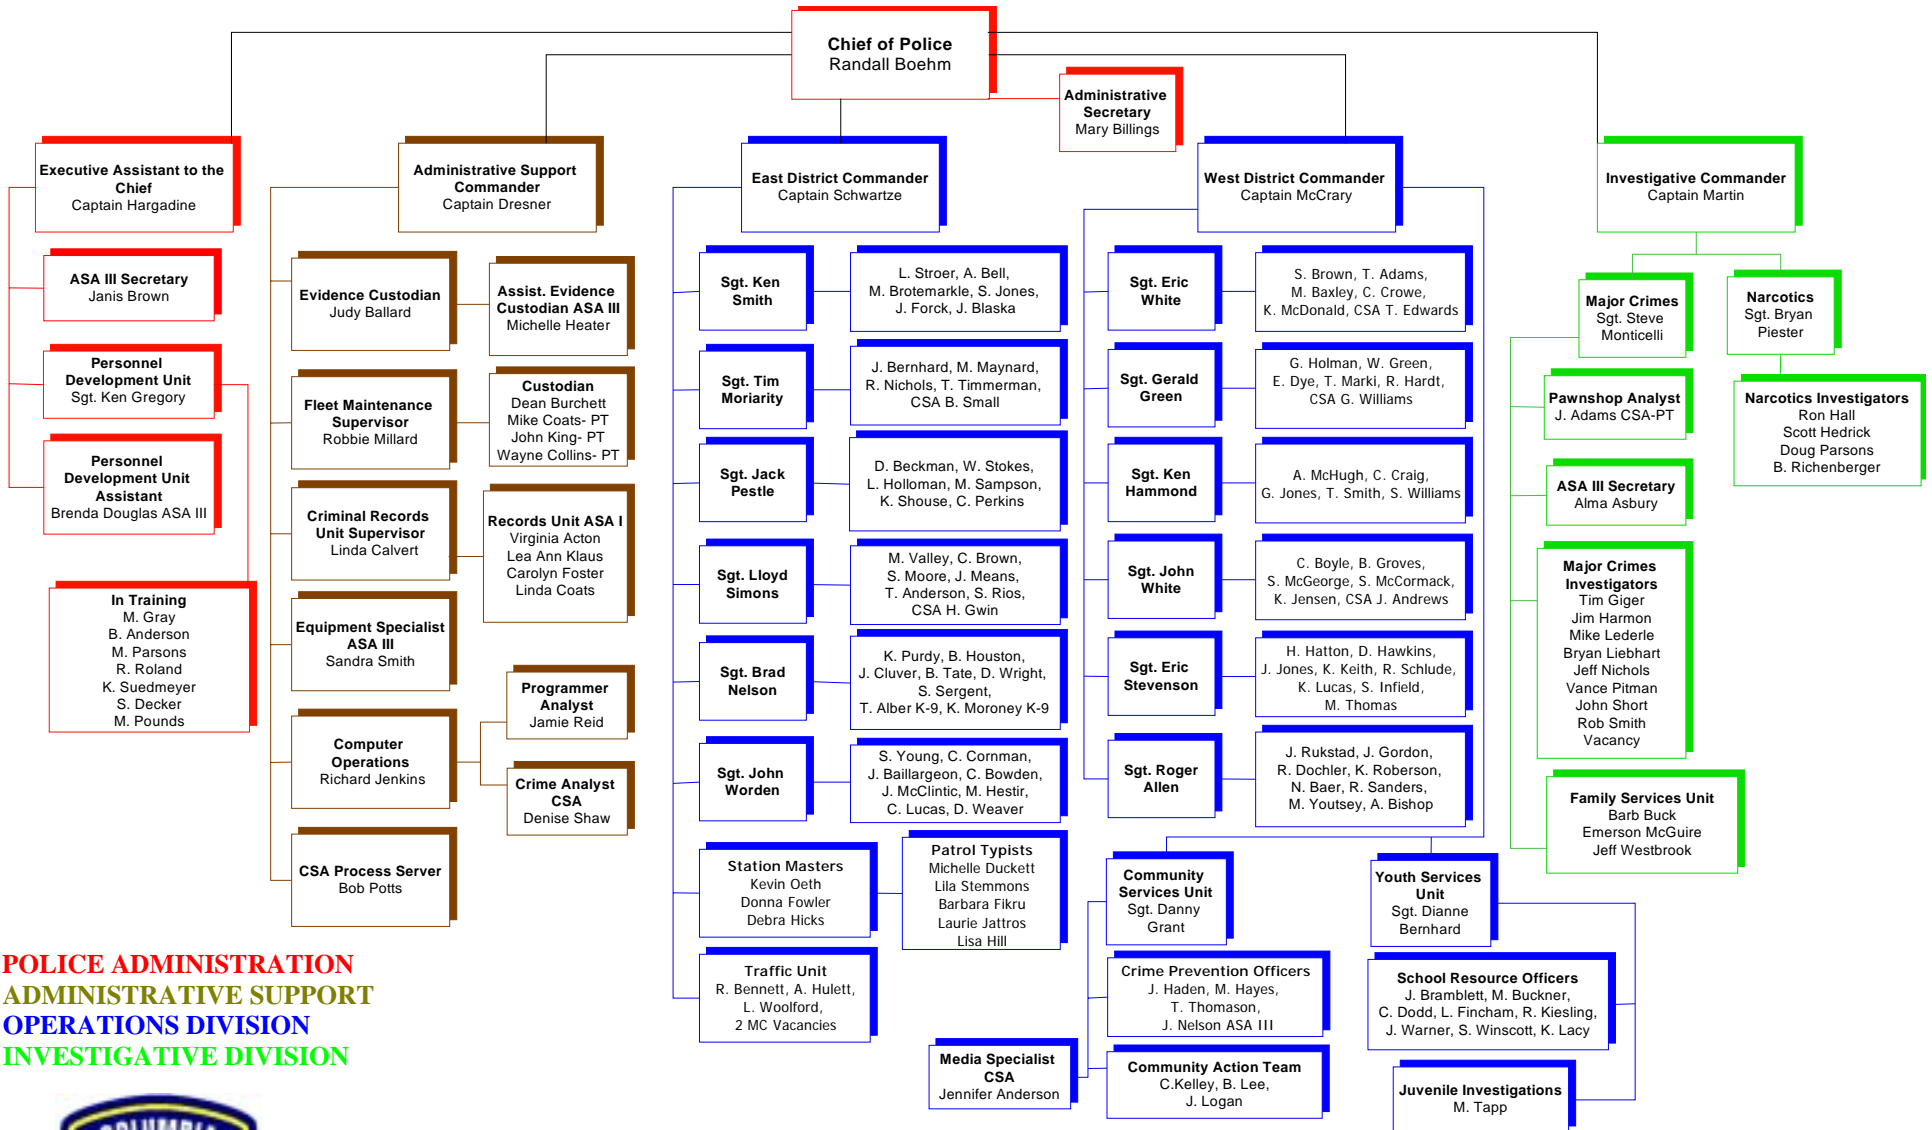 Chief of Police
Randall Boehm
Administrative
Secretary
Mary Billings
Executive Assistant to the
Chief
Captain Hargadine
Administrative Support
Commander
Captain Dresner
East District Commander
Captain Schwartze
West District Commander
Captain McCrary
Investigative Commander
Captain Martin
ASA III Secretary
Janis Brown
Personnel
Development Unit
Sgt. Ken Gregory
Personnel
Development Unit
Assistant
Brenda Douglas ASA III
In Training
M. Gray
B. Anderson
M. Parsons
R. Roland
K. Suedmeyer
S. Decker
M. Pounds
Evidence Custodian
Judy Ballard
Assist. Evidence
Custodian ASA III
Michelle Heater
Fleet Maintenance
Supervisor
Robbie Millard
Custodian
Dean Burchett
Mike Coats- PT
John King- PT
Wayne Collins- PT
Criminal Records
Unit Supervisor
Linda Calvert
Records Unit ASA I
Virginia Acton
Lea Ann Klaus
Carolyn Foster
Linda Coats
Equipment Specialist
ASA III
Sandra Smith
Computer
Operations
Richard Jenkins
Programmer
Analyst
Jamie Reid
Crime Analyst
CSA
Denise Shaw
CSA Process Server
Bob Potts
Sgt. Ken
Smith
L. Stroer, A. Bell,
M. Brotemarkle, S. Jones,
J. Forck, J. Blaska
Sgt. Tim
Moriarity
J. Bernhard, M. Maynard,
R. Nichols, T. Timmerman,
CSA B. Small
Sgt. Jack
Pestle
D. Beckman, W. Stokes,
L. Holloman, M. Sampson,
K. Shouse, C. Perkins
Sgt. Lloyd
Simons
M. Valley, C. Brown,
S. Moore, J. Means,
T. Anderson, S. Rios,
CSA H. Gwin
Sgt. Brad
Nelson
K. Purdy, B. Houston,
J. Cluver, B. Tate, D. Wright,
S. Sergent,
T. Alber K-9, K. Moroney K-9
Sgt. John
Worden
S. Young, C. Cornman,
J. Baillargeon, C. Bowden,
J. McClintic, M. Hestir,
C. Lucas, D. Weaver
Station Masters
Kevin Oeth
Donna Fowler
Debra Hicks
Patrol Typists
Michelle Duckett
Lila Stemmons
Barbara Fikru
Laurie Jattros
Lisa Hill
Traffic Unit
R. Bennett, A. Hulett,
L. Woolford,
2 MC Vacancies
Sgt. Eric
White
S. Brown, T. Adams,
M. Baxley, C. Crowe,
K. McDonald, CSA T. Edwards
Sgt. Gerald
Green
G. Holman, W. Green,
E. Dye, T. Marki, R. Hardt,
CSA G. Williams
Sgt. Ken
Hammond
A. McHugh, C. Craig,
G. Jones, T. Smith, S. Williams
Sgt. John
White
C. Boyle, B. Groves,
S. McGeorge, S. McCormack,
K. Jensen, CSA J. Andrews
Sgt. Eric
Stevenson
H. Hatton, D. Hawkins,
J. Jones, K. Keith, R. Schlude,
K. Lucas, S. Infield,
M. Thomas
Sgt. Roger
Allen
J. Rukstad, J. Gordon,
R. Dochler, K. Roberson,
N. Baer, R. Sanders,
M. Youtsey, A. Bishop
Community
Services Unit
Sgt. Danny
Grant
Crime Prevention Officers
J. Haden, M. Hayes,
T. Thomason,
J. Nelson ASA III
Media Specialist
CSA
Jennifer Anderson
Community Action Team
C.Kelley, B. Lee,
J. Logan
Youth Services
Unit
Sgt. Dianne
Bernhard
School Resource Officers
J. Bramblett, M. Buckner,
C. Dodd, L. Fincham, R. Kiesling,
J. Warner, S. Winscott, K. Lacy
Juvenile Investigations
M. Tapp
Major Crimes
Sgt. Steve
Monticelli
Narcotics
Sgt. Bryan
Piester
Pawnshop Analyst
J. Adams CSA-PT
Narcotics Investigators
Ron Hall
Scott Hedrick
Doug Parsons
B. Richenberger
ASA III Secretary
Alma Asbury
Major Crimes
Investigators
Tim Giger
Jim Harmon
Mike Lederle
Bryan Liebhart
Jeff Nichols
Vance Pitman
John Short
Rob Smith
Vacancy
Family Services Unit
Barb Buck
Emerson McGuire
Jeff Westbrook
POLICE ADMINISTRATION
ADMINISTRATIVE SUPPORT
OPERATIONS DIVISION
INVESTIGATIVE DIVISION
COLUMBIA